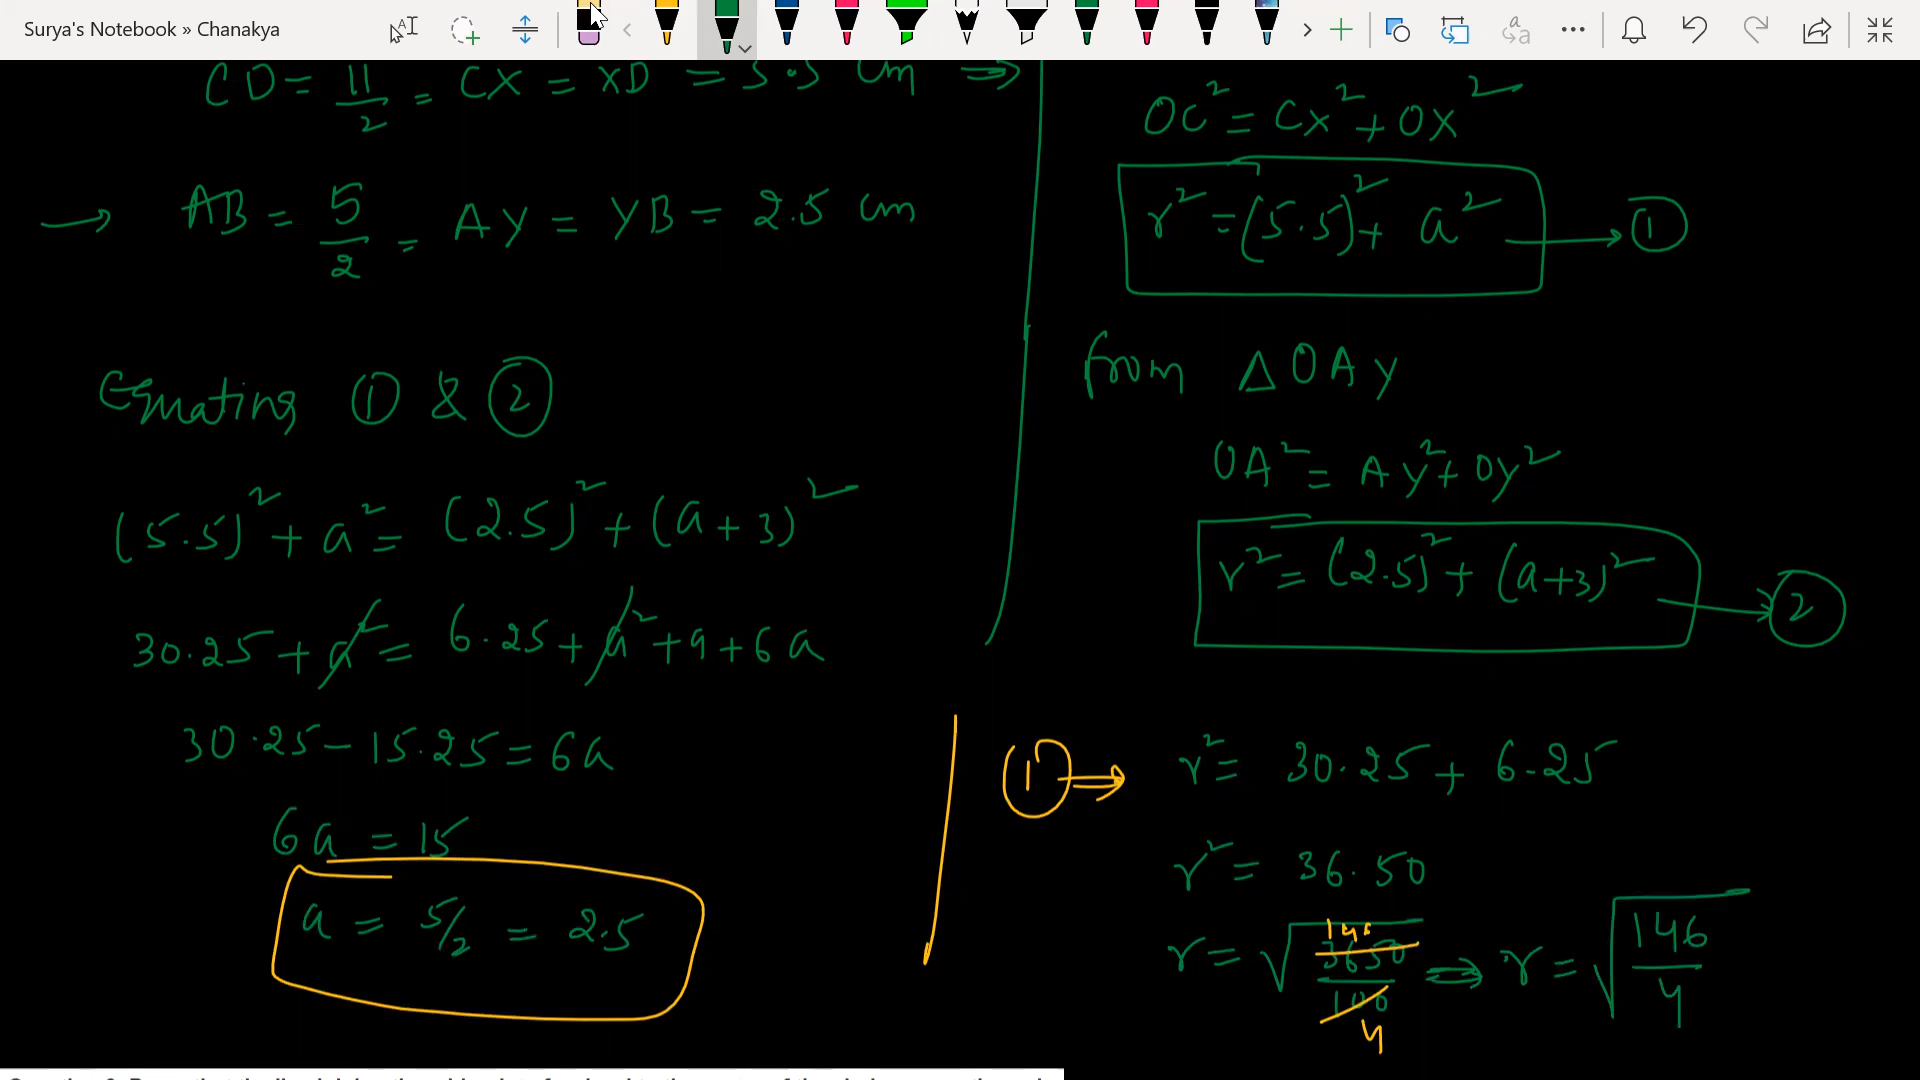 Surya's Notebook » Chanakya
CD = 11/2 = CX = XD = 5.5 cm ⇒
→ AB = 5/2 = AY = YB = 2.5 cm
Equating ① & ②
(5.5)² + a² = (2.5)² + (a+3)²
30.25 + a² = 6.25 + a² + 9 + 6a
30.25 - 15.25 = 6a
6a = 15
a = 5/2 = 2.5
OC² = CX² + OX²
r² = (5.5)² + a² → ①
from △OAY
OA² = AY² + OY²
r² = (2.5)² + (a+3)² → ②
① ⇒ r² = 30.25 + 6.25
r² = 36.50
146
r = √3650/100 ⇒ r = √146/4
4